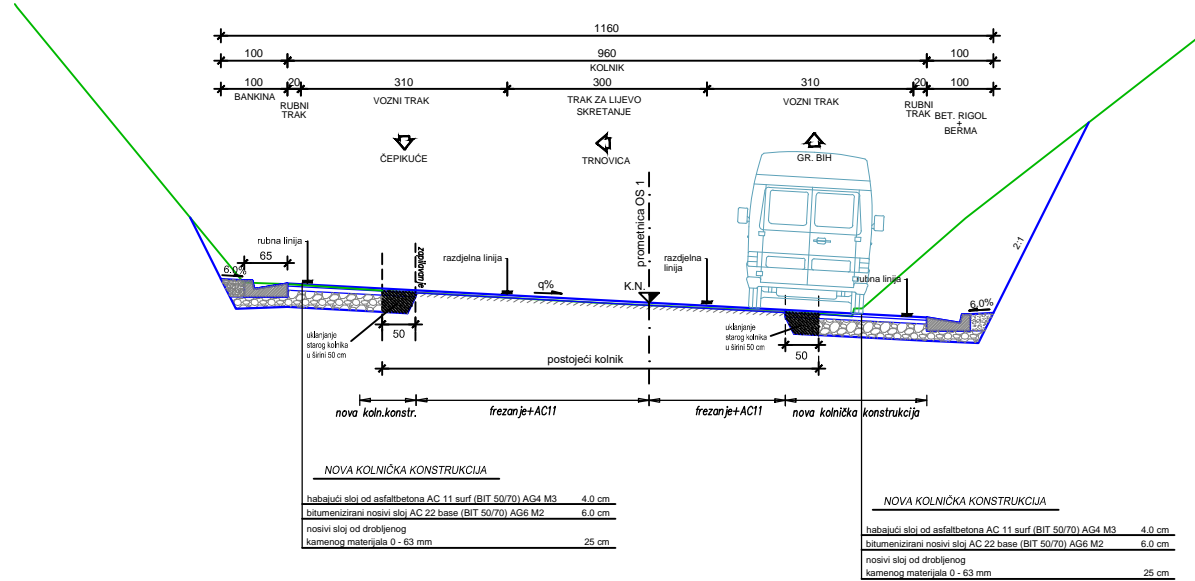 1160
100 960 100
KOLNIK
100 20 310 300 310 20 100
BANKINA
RUBNI
TRAK
VOZNI TRAK
TRAK ZA LIJEVO
SKRETANJE
VOZNI TRAK
RUBNI
TRAK
BET. RIGOL
+
BERMA
ČEPIKUĆE
TRNOVICA
GR. BIH
prometnica OS 1
2:1
rubna linija
65
6.0%
zapilovanje
razdjelna linija
q%
K.N.
razdjelna
linija
rubna linija
6.0%
uklanjanje
starog kolnika
u širini 50 cm
50
uklanjanje
starog kolnika
u širini 50 cm
50
postojeći kolnik
nova koln.konstr.
frezanje+AC11
frezanje+AC11
nova kolnička konstrukcija
NOVA KOLNIČKA KONSTRUKCIJA
habajući sloj od asfaltbetona AC 11 surf (BIT 50/70) AG4 M3 4.0 cm
bitumenizirani nosivi sloj AC 22 base (BIT 50/70) AG6 M2 6.0 cm
nosivi sloj od drobljenog
kamenog materijala 0 - 63 mm 25 cm
NOVA KOLNIČKA KONSTRUKCIJA
habajući sloj od asfaltbetona AC 11 surf (BIT 50/70) AG4 M3 4.0 cm
bitumenizirani nosivi sloj AC 22 base (BIT 50/70) AG6 M2 6.0 cm
nosivi sloj od drobljenog
kamenog materijala 0 - 63 mm 25 cm